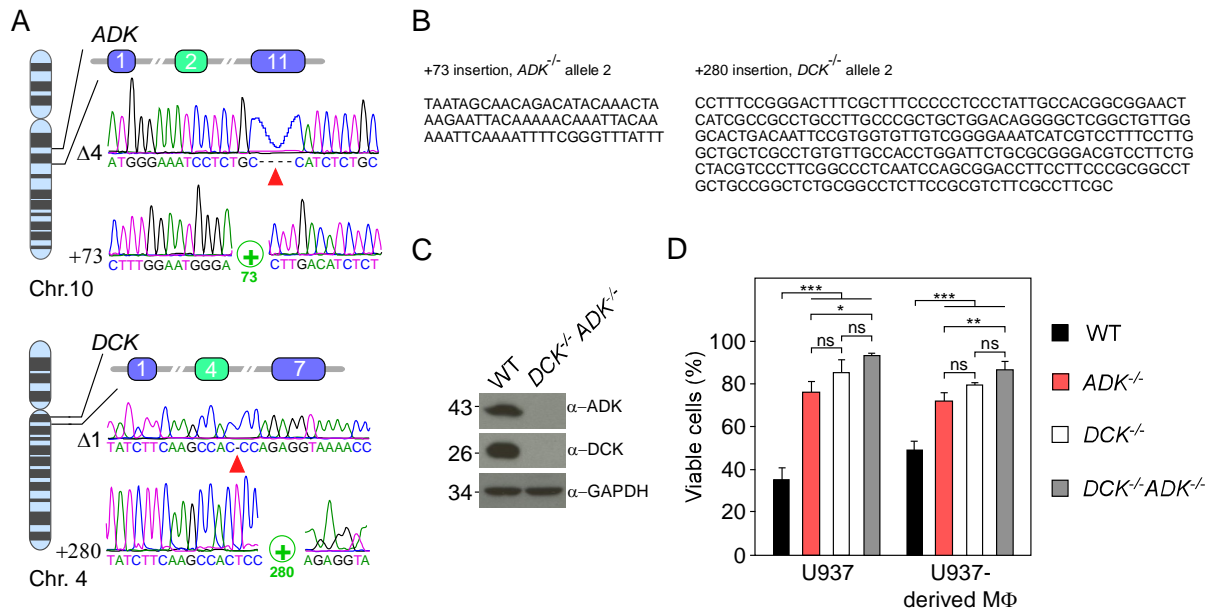 A
ADK
1
2
11
Δ4
ATGGGAAATCCTCTGC----CATCTCTGC
+73
CTTTGGAATGGGA
+
73
CTTGACATCTCT
Chr.10
DCK
1
4
7
Δ1
TATCTTCAAGCCAC-CCAGAGGTAAAACC
+280
TATCTTCAAGCCACTCC
+
280
AGAGGTA
Chr. 4
B
+73 insertion, ADK-/- allele 2
TAATAGCAACAGACATACAAACTA
AAGAATTACAAAAACAAATTACAA
AAATTCAAAATTTTCGGGTTTATTT
+280 insertion, DCK-/- allele 2
CCTTTCCGGGACTTTCGCTTTCCCCCTCCCTATTGCCACGGCGGAACT
CATCGCCGCCTGCCTTGCCCGCTGCTGGACAGGGGCTCGGCTGTTGG
GCACTGACAATTCCGTGGTGTTGTCGGGGAAATCATCGTCCTTTCCTTG
GCTGCTCGCCTGTGTTGCCACCTGGATTCTGCGCGGGACGTCCTTCTG
CTACGTCCCTTCGGCCCTCAATCCAGCGGACCTTCCTTCCCGCGGCCT
GCTGCCGGCTCTGCGGCCTCTTCCGCGTCTTCGCCTTCGC
C
WT
DCK-/- ADK-/-
43
α–ADK
26
α–DCK
34
α–GAPDH
D
Viable cells (%)
100
80
60
40
20
0
***
*
ns
ns
***
**
ns
ns
U937
U937-
derived MΦ
WT
ADK-/-
DCK-/-
DCK-/-ADK-/-